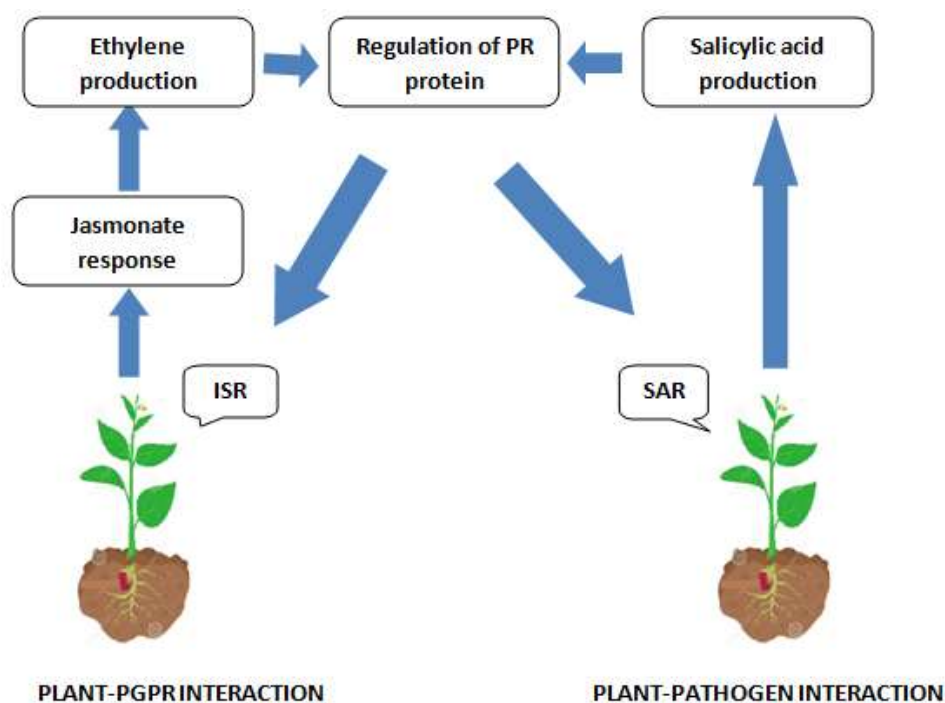 Ethylene
production
Regulation of PR
protein
Salicylic acid
production
Jasmonate
response
ISR
SAR
PLANT-PGPR INTERACTION
PLANT-PATHOGEN INTERACTION